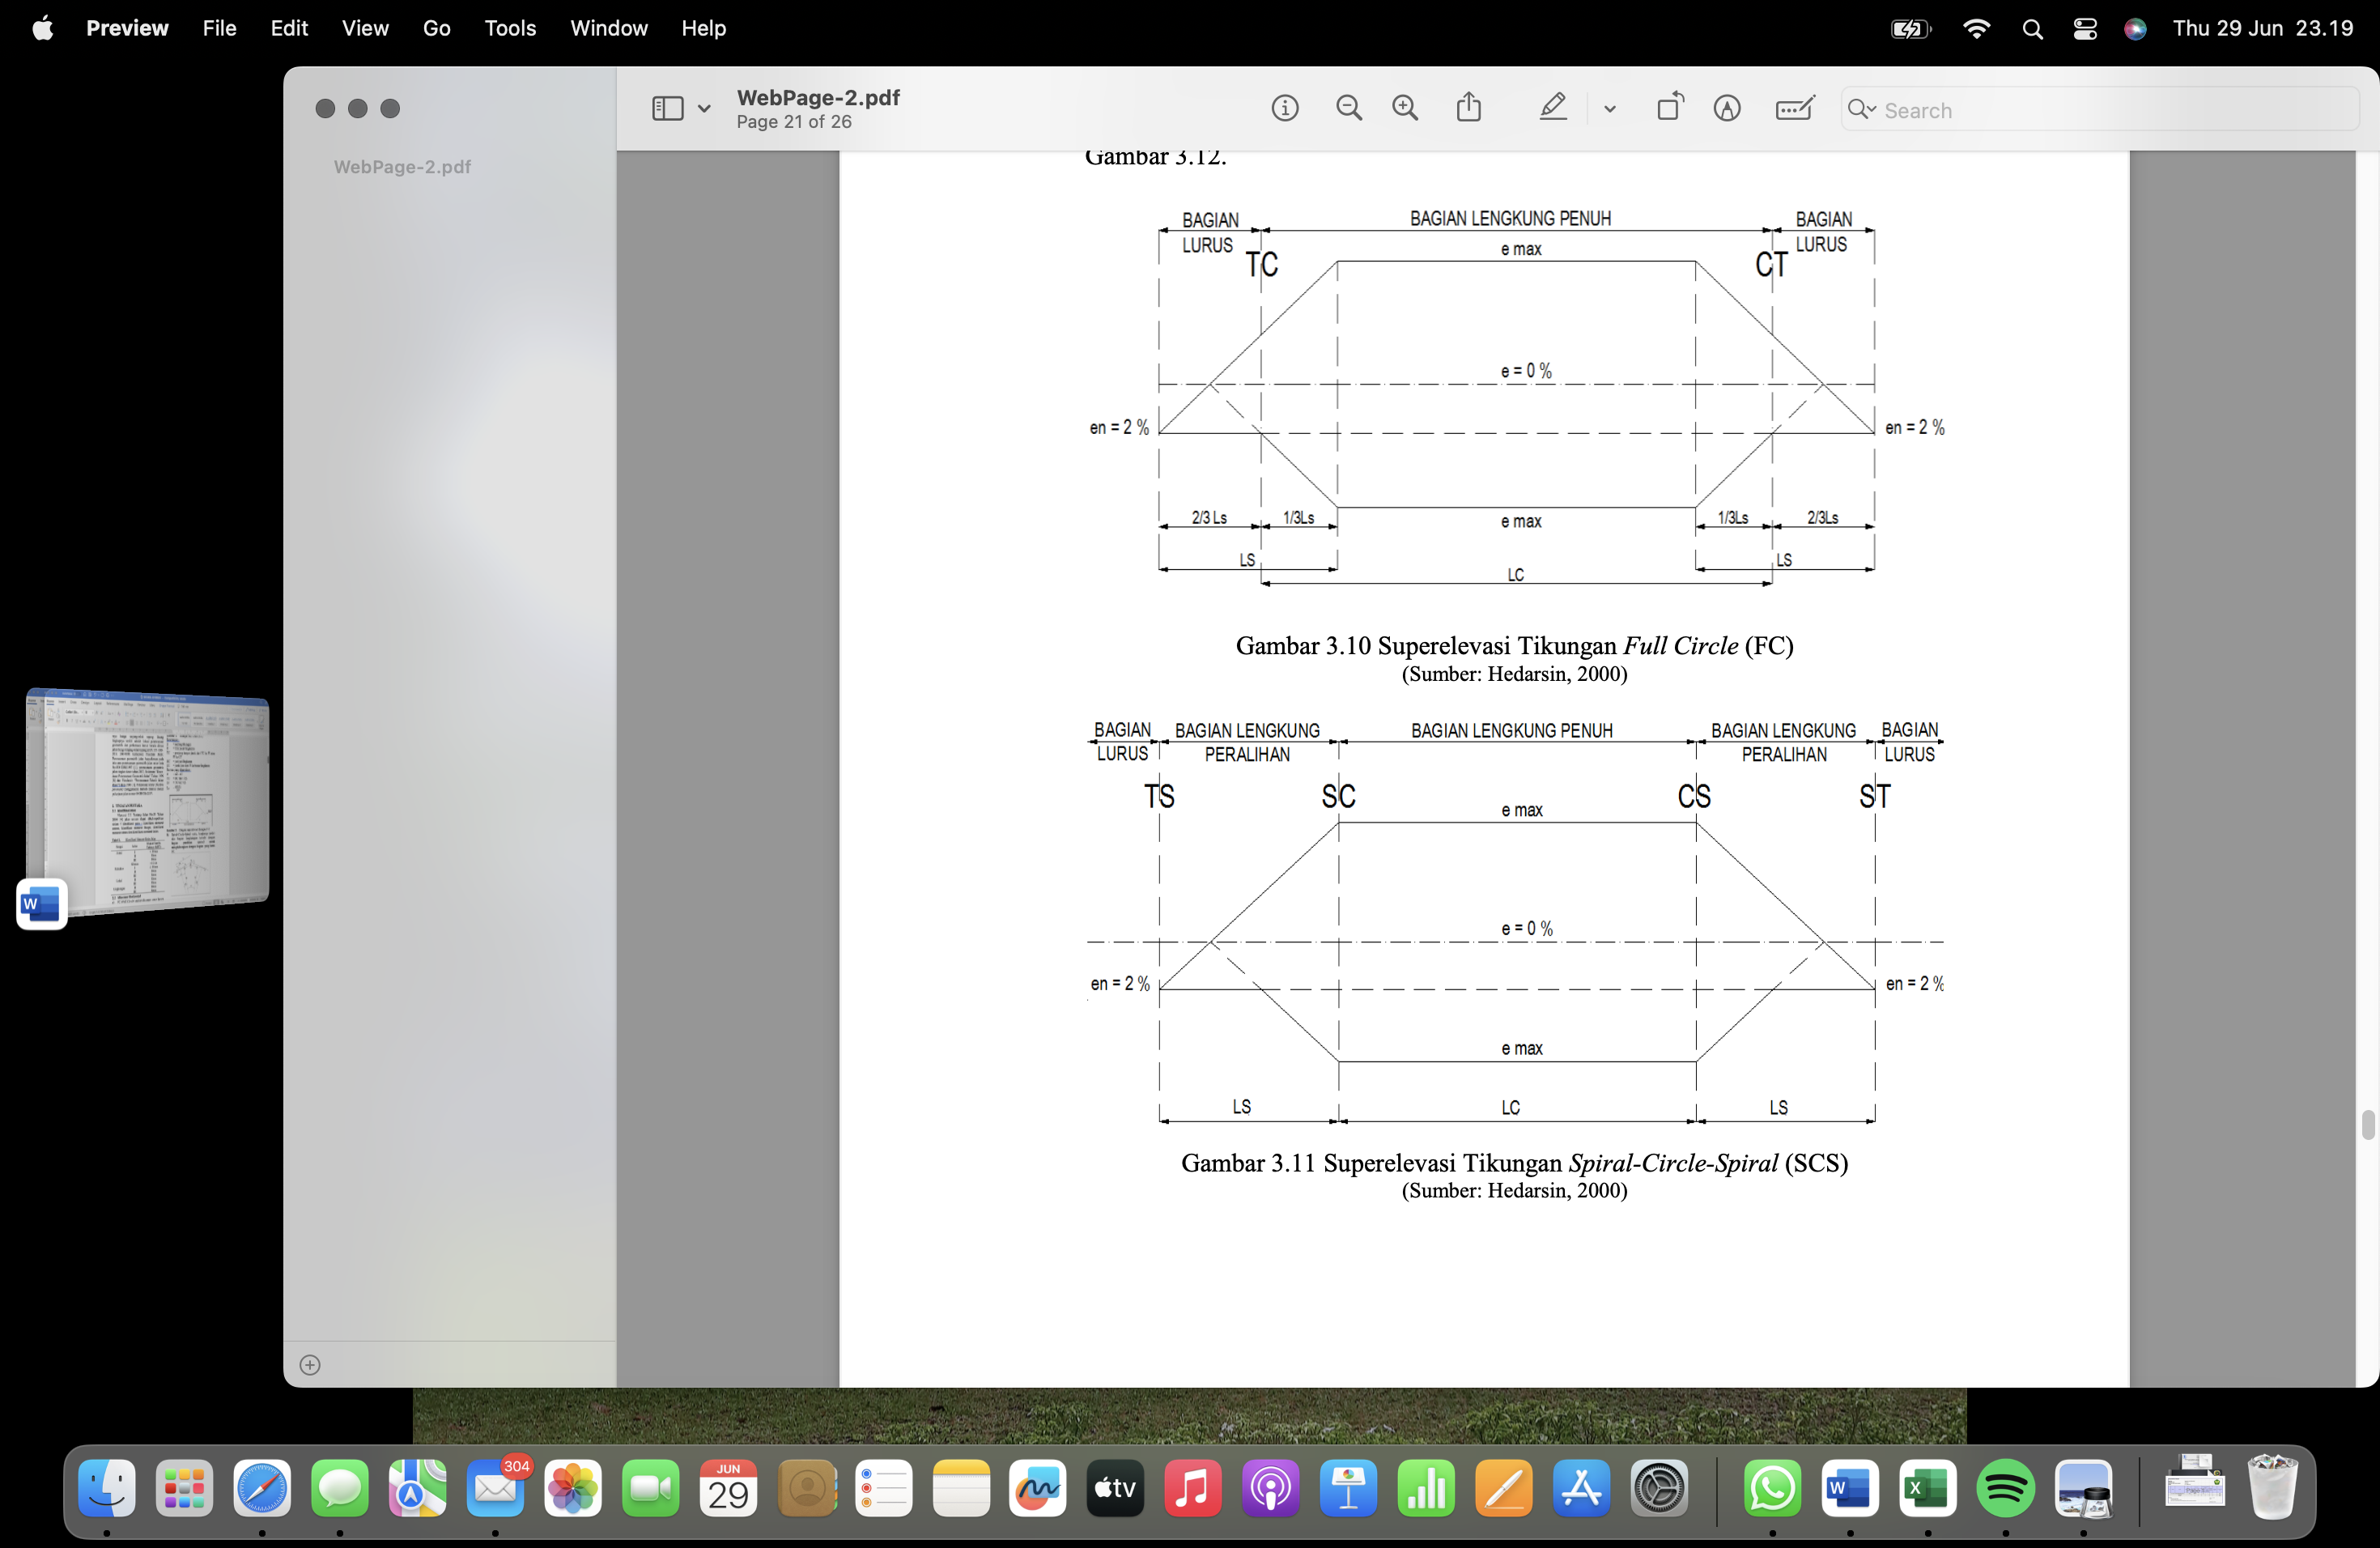 Preview File Edit View Go Tools Window Help Thu 29 Jun 23.19
WebPage-2.pdf
Page 21 of 26
Search
WebPage-2.pdf
Gambar 3.12.
BAGIAN LURUS
BAGIAN LENGKUNG PENUH
BAGIAN LURUS
TC
e max
CT
e = 0 %
en = 2 %
en = 2 %
2/3 Ls
1/3Ls
e max
1/3Ls
2/3Ls
LS
LS
LC
Gambar 3.10 Superelevasi Tikungan Full Circle (FC)
(Sumber: Hedarsin, 2000)
BAGIAN LURUS
BAGIAN LENGKUNG PERALIHAN
BAGIAN LENGKUNG PENUH
BAGIAN LENGKUNG PERALIHAN
BAGIAN LURUS
TS
SC
CS
ST
e max
e = 0 %
en = 2 %
en = 2 %
e max
LS
LC
LS
Gambar 3.11 Superelevasi Tikungan Spiral-Circle-Spiral (SCS)
(Sumber: Hedarsin, 2000)
W
304
JUN
29
tv
W
X